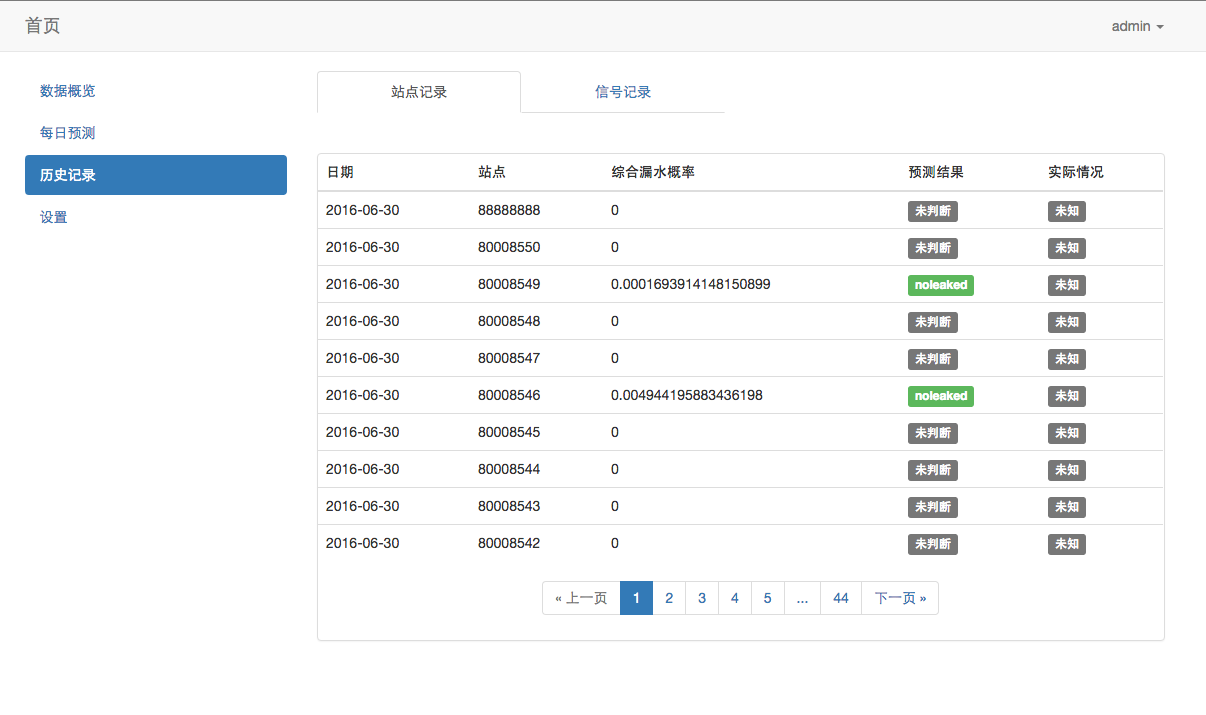 首页 admin
数据概览
每日预测
历史记录
设置
站点记录 信号记录
日期 站点 综合漏水概率 预测结果 实际情况
2016-06-30 88888888 0 未判断 未知
2016-06-30 80008550 0 未判断 未知
2016-06-30 80008549 0.0001693914148150899 noleaked 未知
2016-06-30 80008548 0 未判断 未知
2016-06-30 80008547 0 未判断 未知
2016-06-30 80008546 0.004944195883436198 noleaked 未知
2016-06-30 80008545 0 未判断 未知
2016-06-30 80008544 0 未判断 未知
2016-06-30 80008543 0 未判断 未知
2016-06-30 80008542 0 未判断 未知
« 上一页 1 2 3 4 5 ... 44 下一页 »